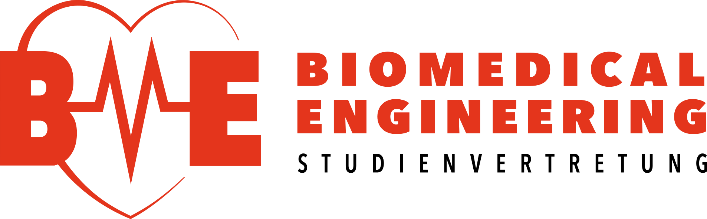 BME
BIOMEDICAL
ENGINEERING
STUDIENVERTRETUNG